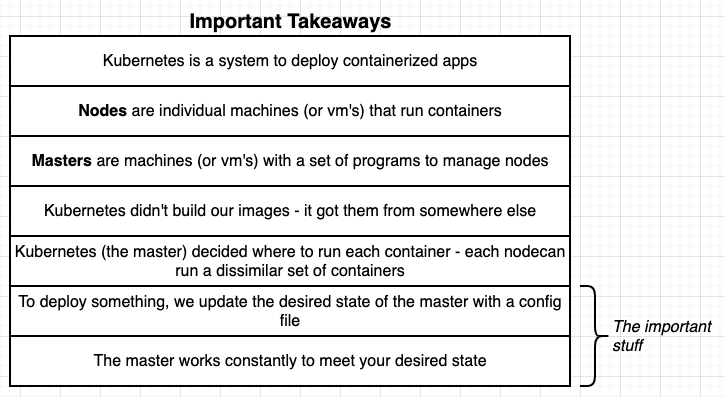 Important Takeaways
Kubernetes is a system to deploy containerized apps
Nodes are individual machines (or vm's) that run containers
Masters are machines (or vm's) with a set of programs to manage nodes
Kubernetes didn't build our images - it got them from somewhere else
Kubernetes (the master) decided where to run each container - each nodecan
run a dissimilar set of containers
To deploy something, we update the desired state of the master with a config
file
The master works constantly to meet your desired state
The important
stuff